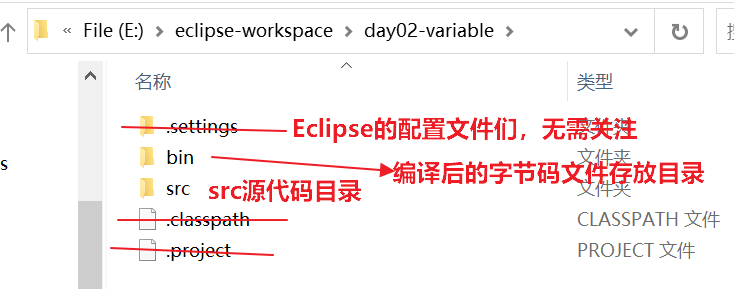 « File (E:) > eclipse-workspace > day02-variable >
名称 类型
.settings Eclipse的配置文件们，无需关注 文件夹
bin 编译后的字节码文件存放目录 文件夹
src src源代码目录 文件夹
.classpath CLASSPATH 文件
.project PROJECT 文件
s